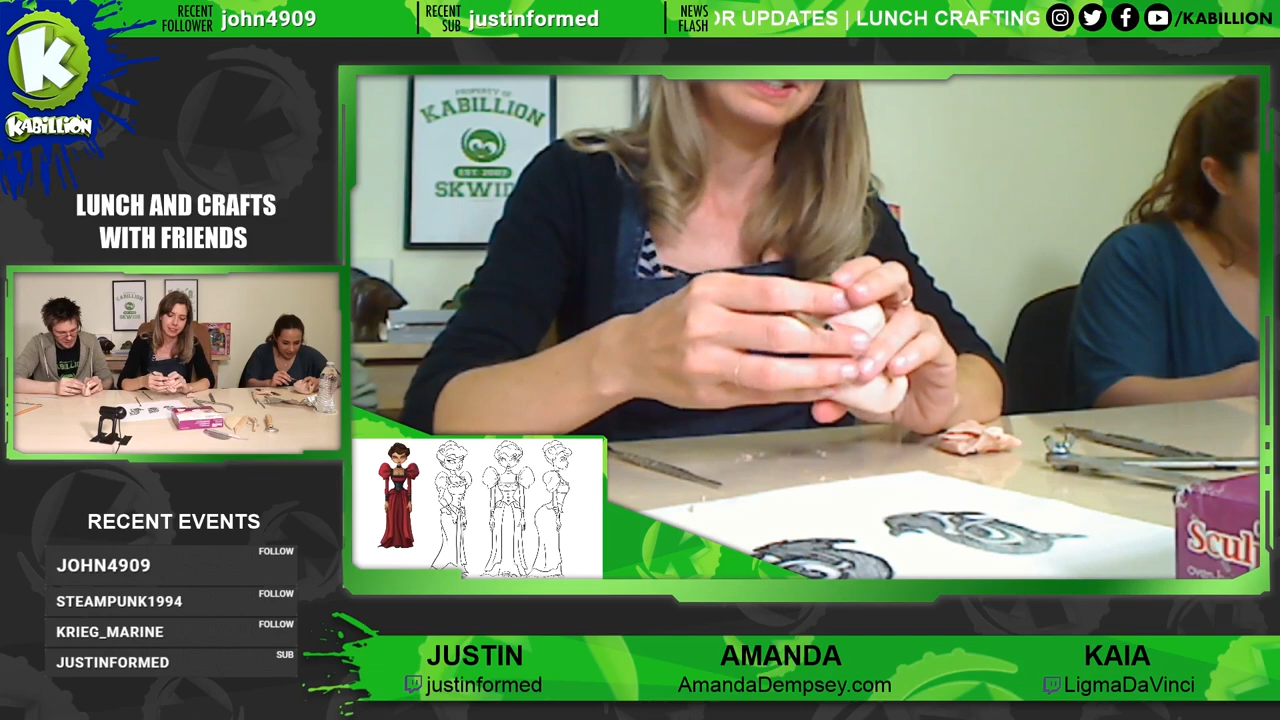 RECENT
FOLLOWER
john4909
RECENT
SUB
justinformed
NEWS
FLASH
OR UPDATES | LUNCH CRAFTING
/KABILLION
K
KABILLION
LUNCH AND CRAFTS
WITH FRIENDS
PROPERTY OF
KABILLION
EST. 2007
SKWID
KABILLION
RECENT EVENTS
JOHN4909
FOLLOW
STEAMPUNK1994
FOLLOW
KRIEG_MARINE
FOLLOW
JUSTINFORMED
SUB
Scul
JUSTIN
justinformed
AMANDA
AmandaDempsey.com
KAIA
LigmaDaVinci